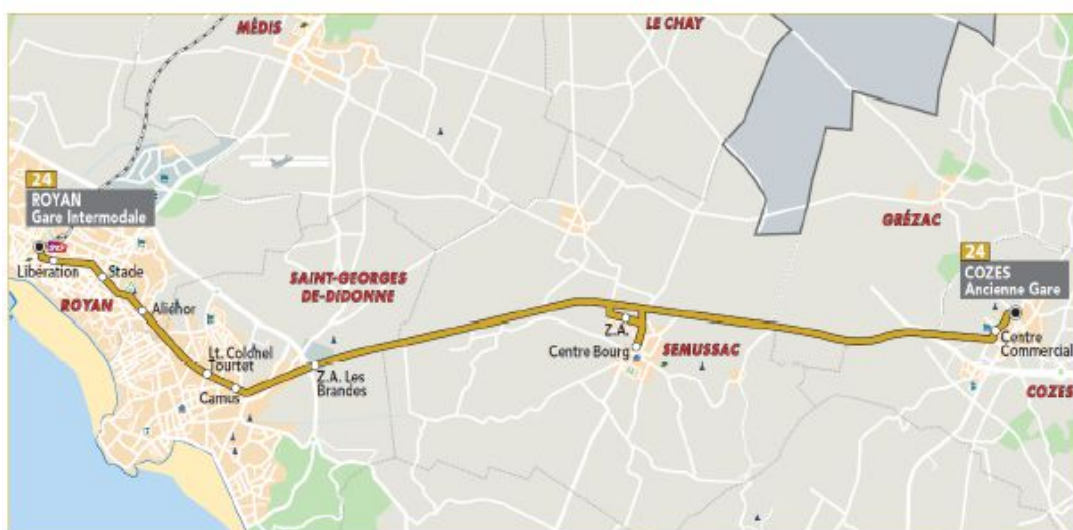 MÉDIS
LE CHAY
24
ROYAN
Gare Intermodale
GRÉZAC
24
COZES
Ancienne Gare
Libération
Stade
SAINT-GEORGES
DE-DIDONNE
ROYAN
Aliénor
Z.A.
Centre
Commercial
Lt. Colonel
Tourtet
Centre Bourg
SEMUSSAC
Z.A. Les
Brandes
Camus
COZES